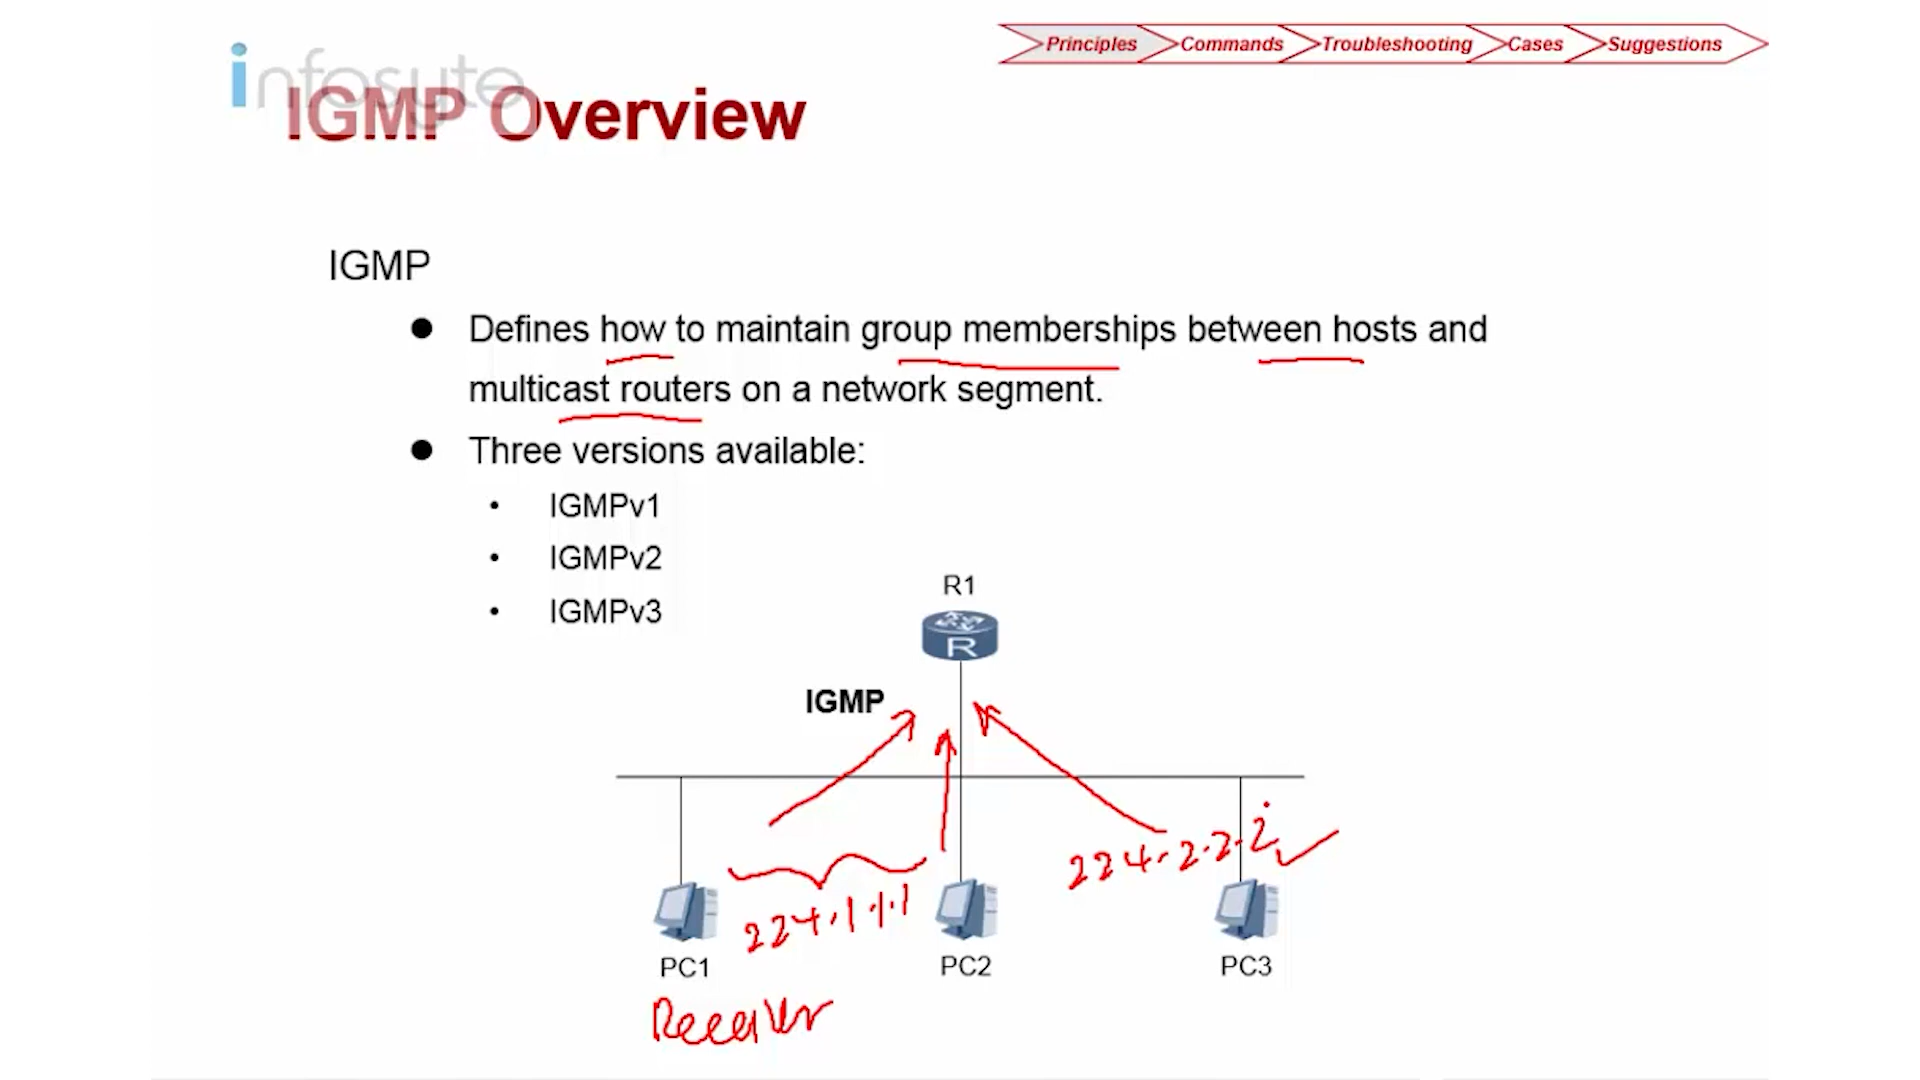 Principles Commands Troubleshooting Cases Suggestions
infosyte
IGMP Overview
IGMP
● Defines how to maintain group memberships between hosts and
multicast routers on a network segment.
● Three versions available:
• IGMPv1
• IGMPv2
• IGMPv3
R1
R
IGMP
224.2.2.2
224.1.1.1
PC1 PC2 PC3
Receiver